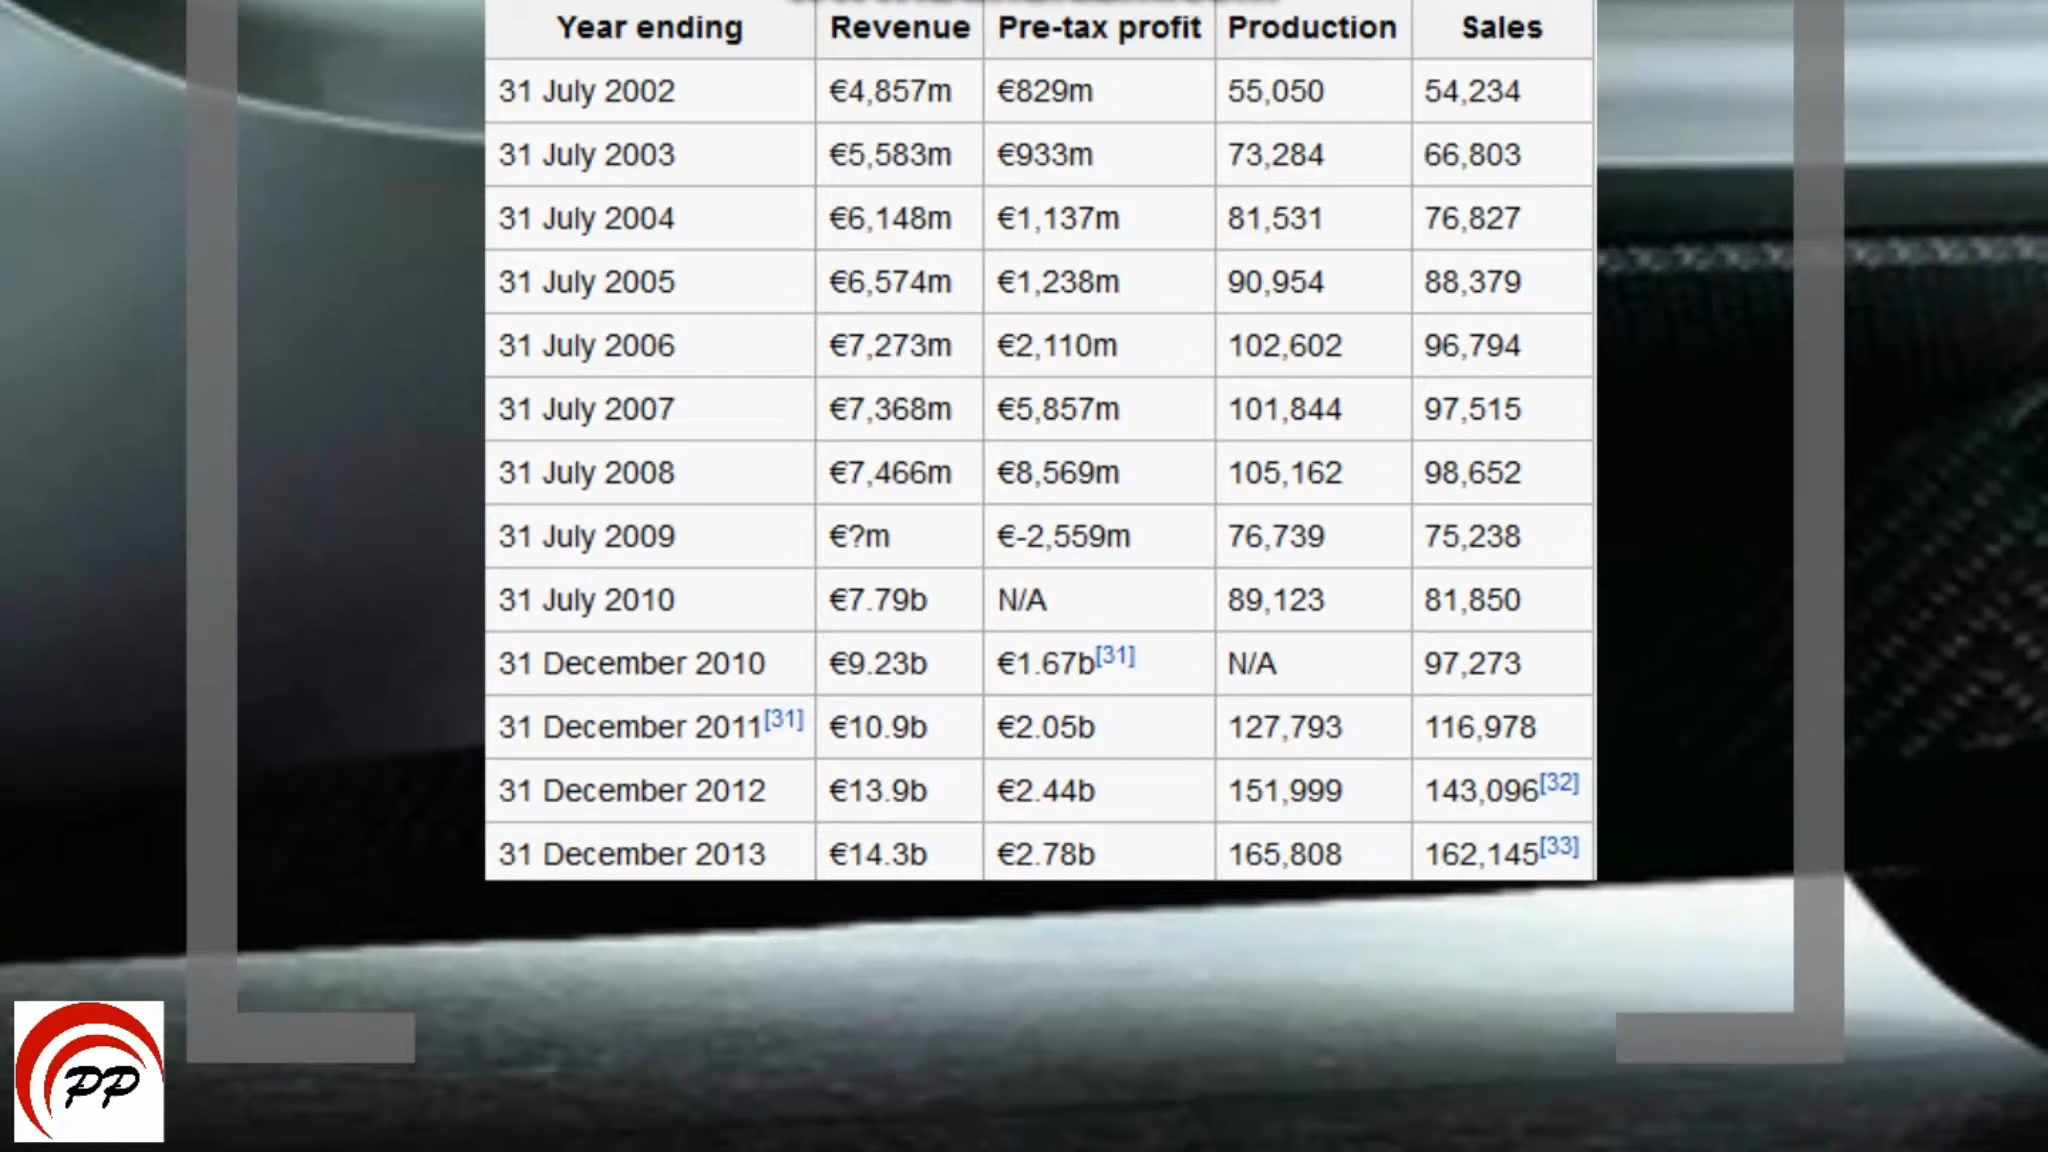 Year ending Revenue Pre-tax profit Production Sales
31 July 2002 €4,857m €829m 55,050 54,234
31 July 2003 €5,583m €933m 73,284 66,803
31 July 2004 €6,148m €1,137m 81,531 76,827
31 July 2005 €6,574m €1,238m 90,954 88,379
31 July 2006 €7,273m €2,110m 102,602 96,794
31 July 2007 €7,368m €5,857m 101,844 97,515
31 July 2008 €7,466m €8,569m 105,162 98,652
31 July 2009 €?m €-2,559m 76,739 75,238
31 July 2010 €7.79b N/A 89,123 81,850
31 December 2010 €9.23b €1.67b[31] N/A 97,273
31 December 2011[31] €10.9b €2.05b 127,793 116,978
31 December 2012 €13.9b €2.44b 151,999 143,096[32]
31 December 2013 €14.3b €2.78b 165,808 162,145[33]
PP